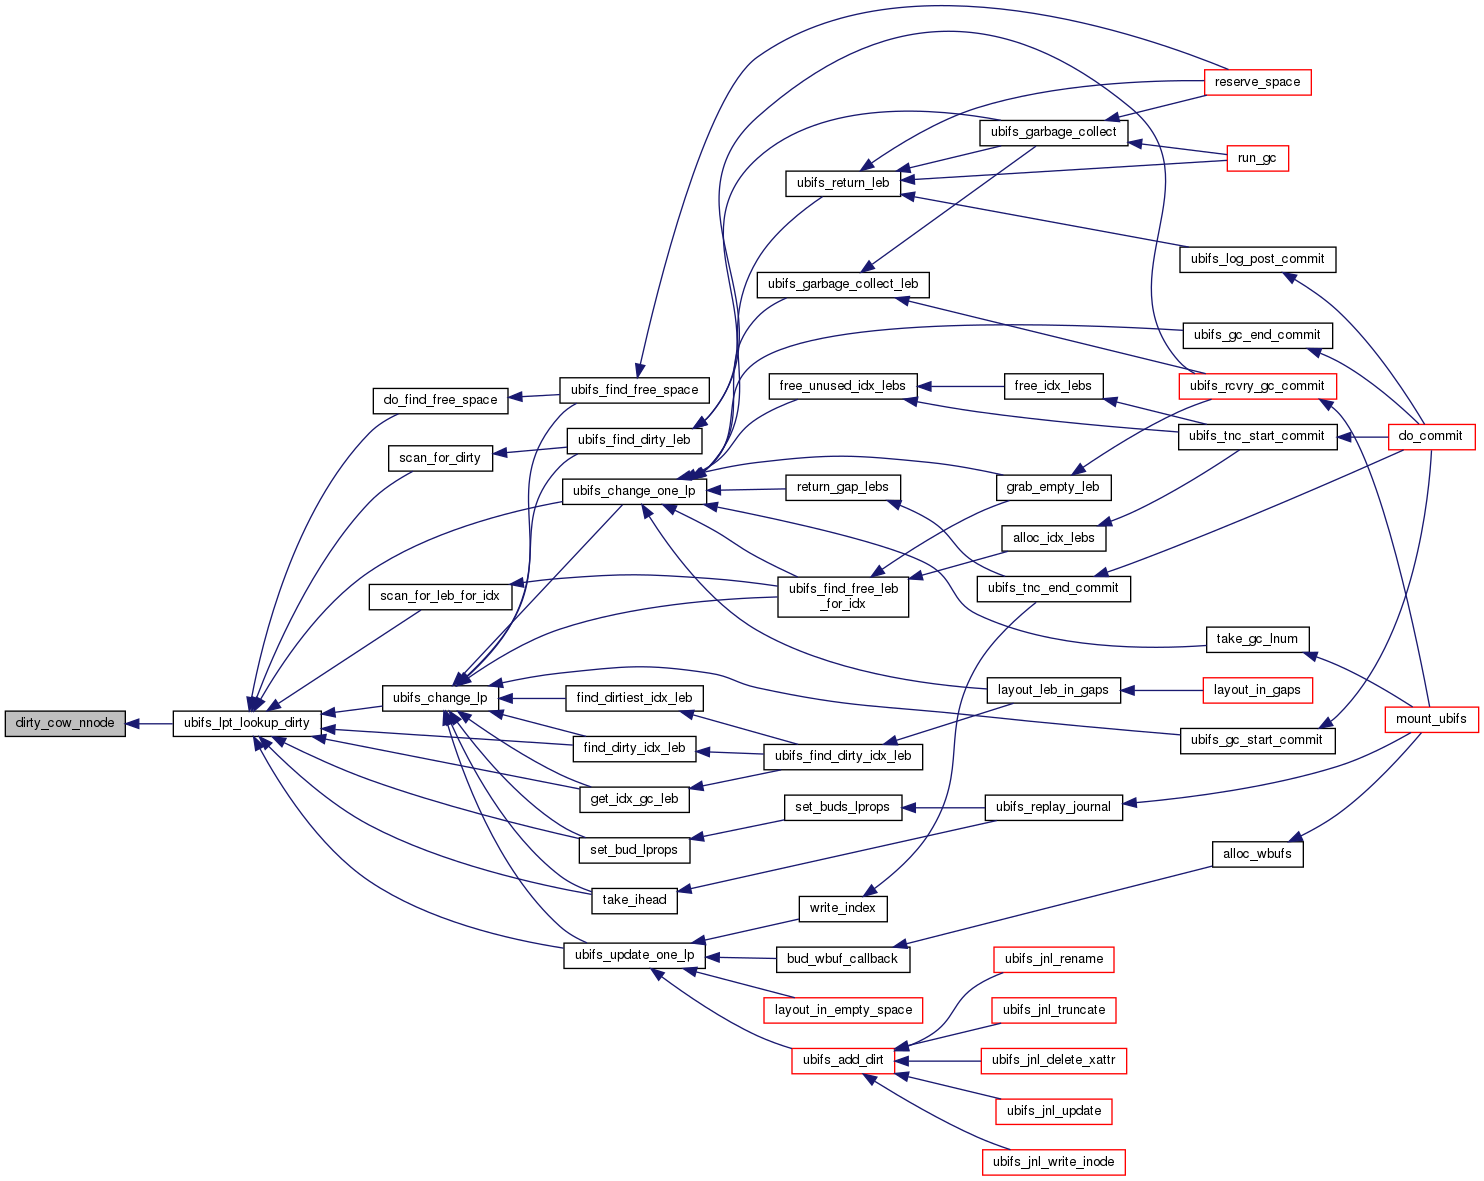 reserve_space
ubifs_garbage_collect
run_gc
ubifs_return_leb
ubifs_log_post_commit
ubifs_garbage_collect_leb
ubifs_gc_end_commit
ubifs_find_free_space
free_unused_idx_lebs
free_idx_lebs
ubifs_rcvry_gc_commit
do_find_free_space
ubifs_find_dirty_leb
ubifs_tnc_start_commit
do_commit
scan_for_dirty
ubifs_change_one_lp
return_gap_lebs
grab_empty_leb
alloc_idx_lebs
scan_for_leb_for_idx
ubifs_find_free_leb
_for_idx
ubifs_tnc_end_commit
take_gc_lnum
ubifs_change_lp
find_dirtiest_idx_leb
layout_leb_in_gaps
layout_in_gaps
dirty_cow_nnode
ubifs_lpt_lookup_dirty
mount_ubifs
find_dirty_idx_leb
ubifs_find_dirty_idx_leb
ubifs_gc_start_commit
get_idx_gc_leb
set_buds_lprops
ubifs_replay_journal
set_bud_lprops
alloc_wbufs
take_ihead
write_index
ubifs_update_one_lp
bud_wbuf_callback
ubifs_jnl_rename
layout_in_empty_space
ubifs_jnl_truncate
ubifs_add_dirt
ubifs_jnl_delete_xattr
ubifs_jnl_update
ubifs_jnl_write_inode